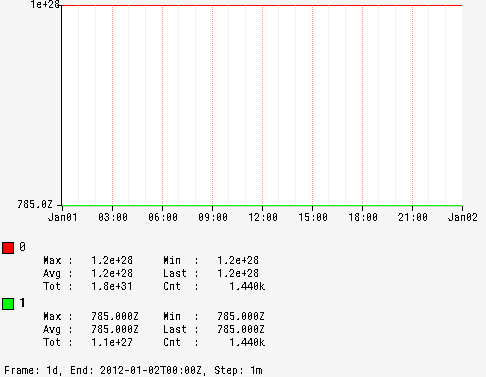 1e+28
785.0Z
Jan01 03:00 06:00 09:00 12:00 15:00 18:00 21:00 Jan02
0
Max : 1.2e+28 Min : 1.2e+28
Avg : 1.2e+28 Last : 1.2e+28
Tot : 1.8e+31 Cnt : 1.440k
1
Max : 785.000Z Min : 785.000Z
Avg : 785.000Z Last : 785.000Z
Tot : 1.1e+27 Cnt : 1.440k
Frame: 1d, End: 2012-01-02T00:00Z, Step: 1m